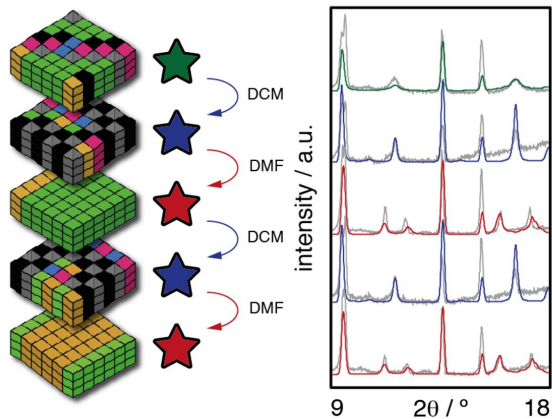 DCM
DMF
DCM
DMF
intensity / a.u.
9 2θ / ° 18